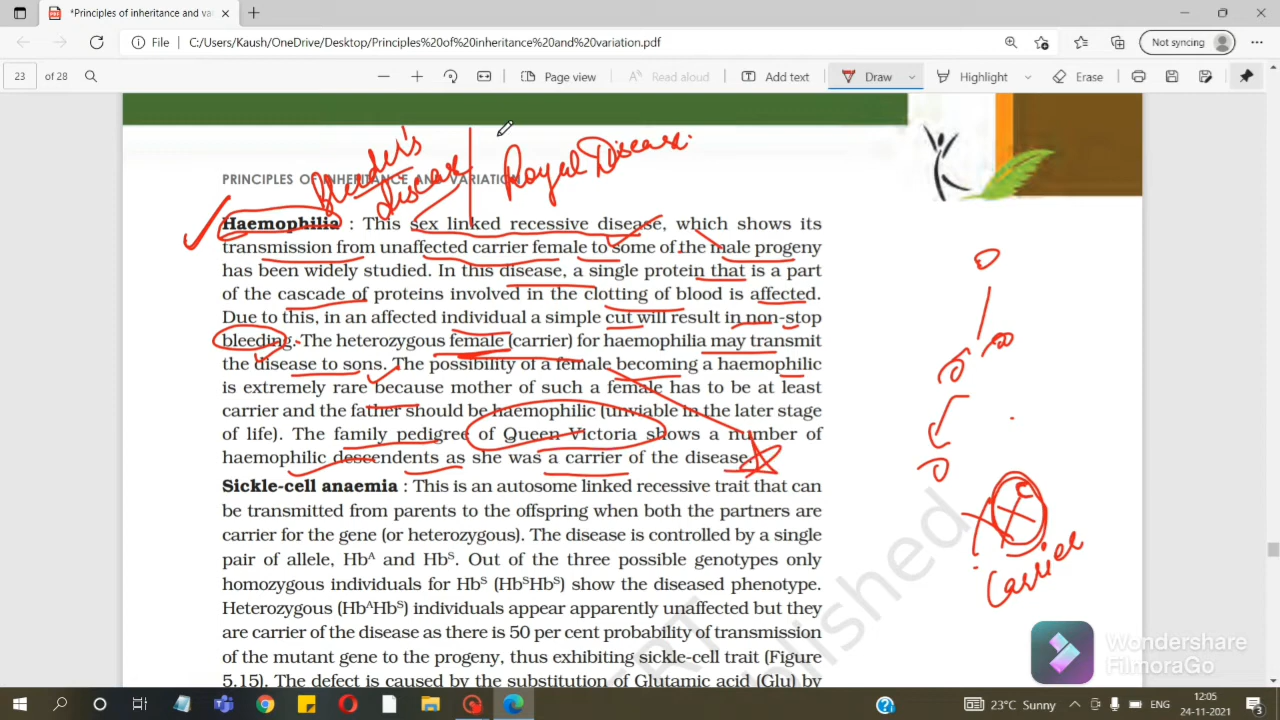 *Principles of inheritance and va
File
C:/Users/Kaush/OneDrive/Desktop/Principles%20of%20inheritance%20and%20variation.pdf
Not syncing
23 of 28
Page view
Read aloud
Add text
Draw
Highlight
Erase
Bleeder's
disease
Royal Disease.
PRINCIPLES OF INHERITANCE AND VARIATION
Haemophilia : This sex linked recessive disease, which shows its
transmission from unaffected carrier female to some of the male progeny
has been widely studied. In this disease, a single protein that is a part
of the cascade of proteins involved in the clotting of blood is affected.
Due to this, in an affected individual a simple cut will result in non-stop
bleeding. The heterozygous female (carrier) for haemophilia may transmit
the disease to sons. The possibility of a female becoming a haemophilic
is extremely rare because mother of such a female has to be at least
carrier and the father should be haemophilic (unviable in the later stage
of life). The family pedigree of Queen Victoria shows a number of
haemophilic descendents as she was a carrier of the disease.
Sickle-cell anaemia : This is an autosome linked recessive trait that can
be transmitted from parents to the offspring when both the partners are
carrier for the gene (or heterozygous). The disease is controlled by a single
pair of allele, HbA and HbS. Out of the three possible genotypes only
homozygous individuals for HbS (HbSHbS) show the diseased phenotype.
Heterozygous (HbAHbS) individuals appear apparently unaffected but they
are carrier of the disease as there is 50 per cent probability of transmission
of the mutant gene to the progeny, thus exhibiting sickle-cell trait (Figure
5.15). The defect is caused by the substitution of Glutamic acid (Glu) by
Carrier
Wondershare
FilmoraGo
23°C Sunny
ENG
12:05
24-11-2021
3